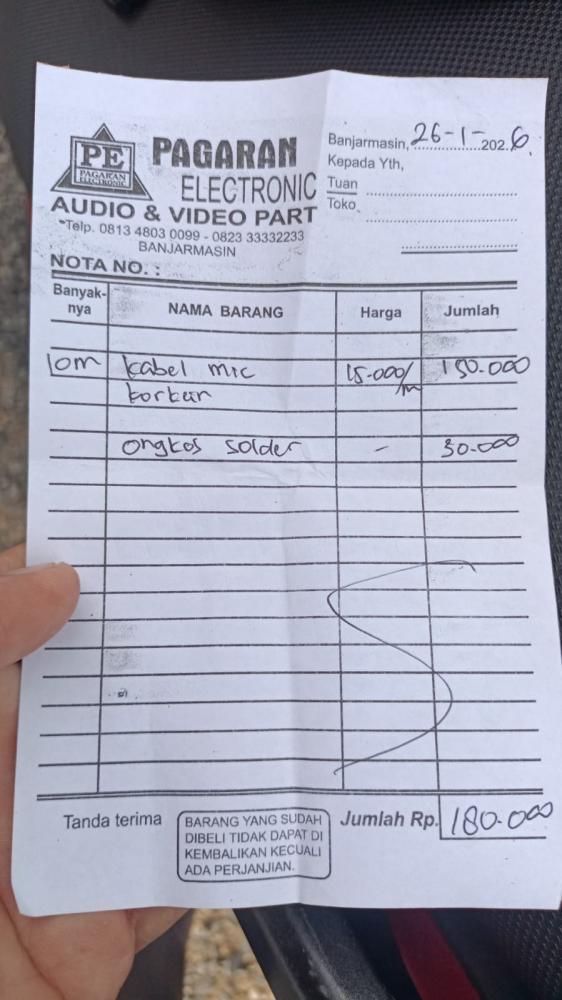 PE
PAGARAN
ELECTRONIC
PAGARAN
ELECTRONIC
AUDIO & VIDEO PART
Telp. 0813 4803 0099 - 0823 33332233
BANJARMASIN
NOTA NO. :
Banjarmasin, 26-1-2026.
Kepada Yth,
Tuan
Toko
Banyak-nya NAMA BARANG Harga Jumlah
10m kabel mic 15.000/m 150.000
ongkos solder - 30.000
Tanda terima
BARANG YANG SUDAH
DIBELI TIDAK DAPAT DI
KEMBALIKAN KECUALI
ADA PERJANJIAN.
Jumlah Rp. 180.000